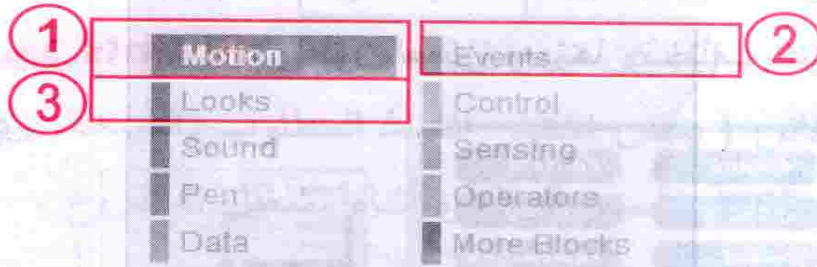 1 Motion Events 2
3 Looks Control
Sound Sensing
Pen Operators
Data More Blocks